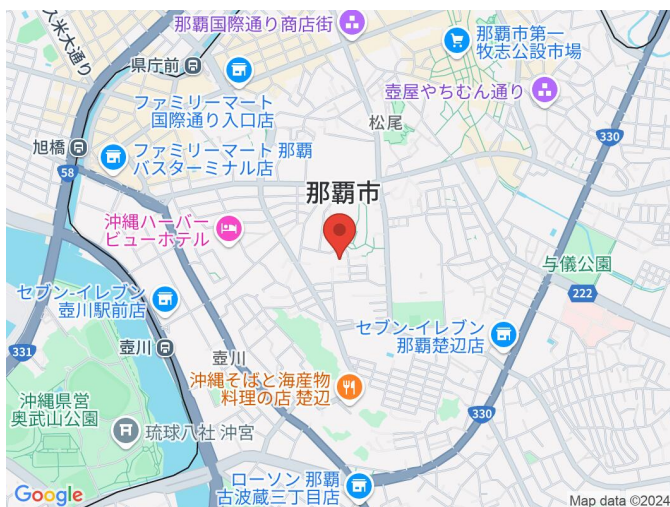 久米大通り
那覇国際通り商店街
那覇市第一
牧志公設市場
県庁前
ファミリーマート
国際通り入口店
壺屋やちむん通り
松尾
旭橋
330
58
ファミリーマート 那覇
バスターミナル店
那覇市
沖縄ハーバー
ビューホテル
与儀公園
222
セブン-イレブン
壺川駅前店
セブン-イレブン
那覇楚辺店
331
壺川
壺川
沖縄そばと海産物
料理の店 楚辺
沖縄県営
奥武山公園
琉球八社 沖宮
330
ローソン 那覇
古波蔵三丁目店
Google
Map data ©2024